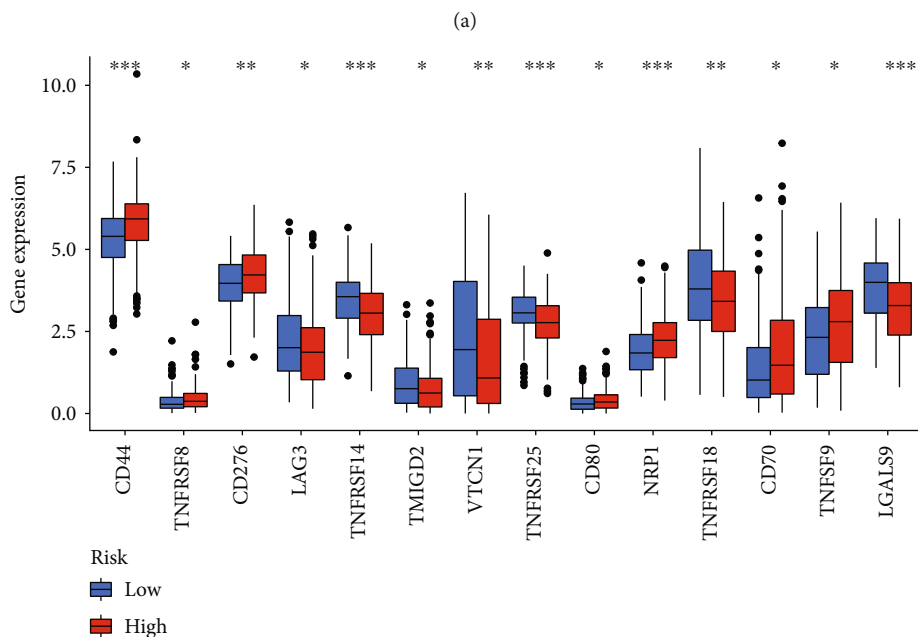 (a)
*** * ** * *** * ** *** * *** ** * * ***
10.0
7.5
5.0
2.5
0.0
Gene expression
CD44
TNFRSF8
CD276
LAG3
TNFRSF14
TMIGD2
VTCN1
TNFRSF25
CD80
NRP1
TNFRSF18
CD70
TNFSF9
LGALS9
Risk
Low
High